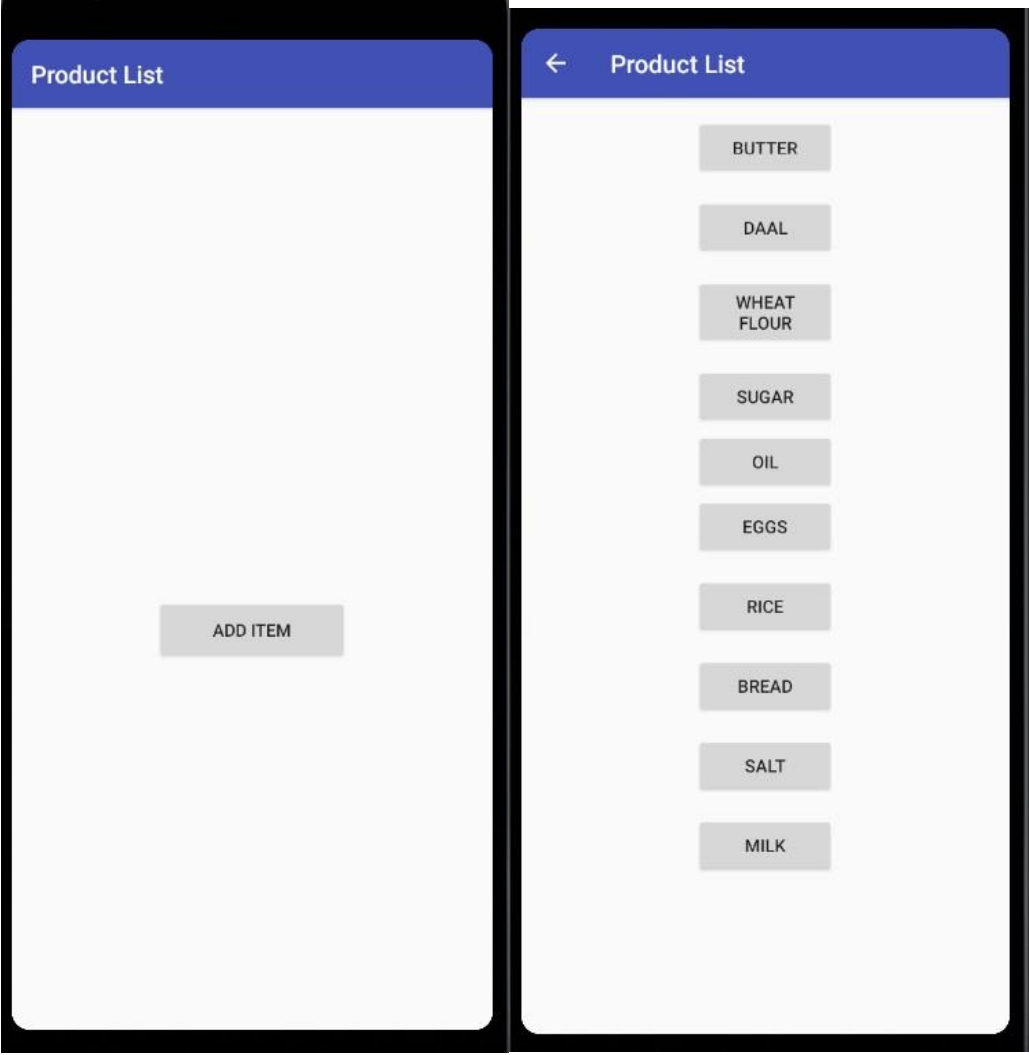 Product List
ADD ITEM
Product List
BUTTER
DAAL
WHEAT
FLOUR
SUGAR
OIL
EGGS
RICE
BREAD
SALT
MILK